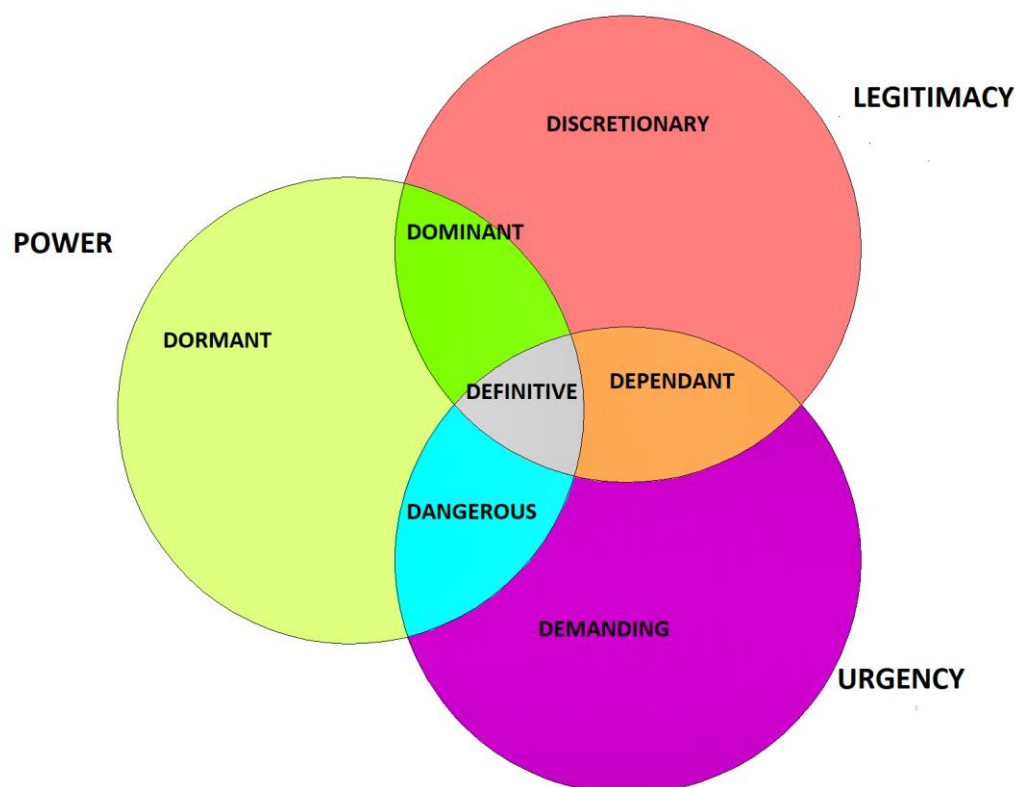 LEGITIMACY
DISCRETIONARY
DOMINANT
POWER
DORMANT
DEFINITIVE
DEPENDANT
DANGEROUS
DEMANDING
URGENCY